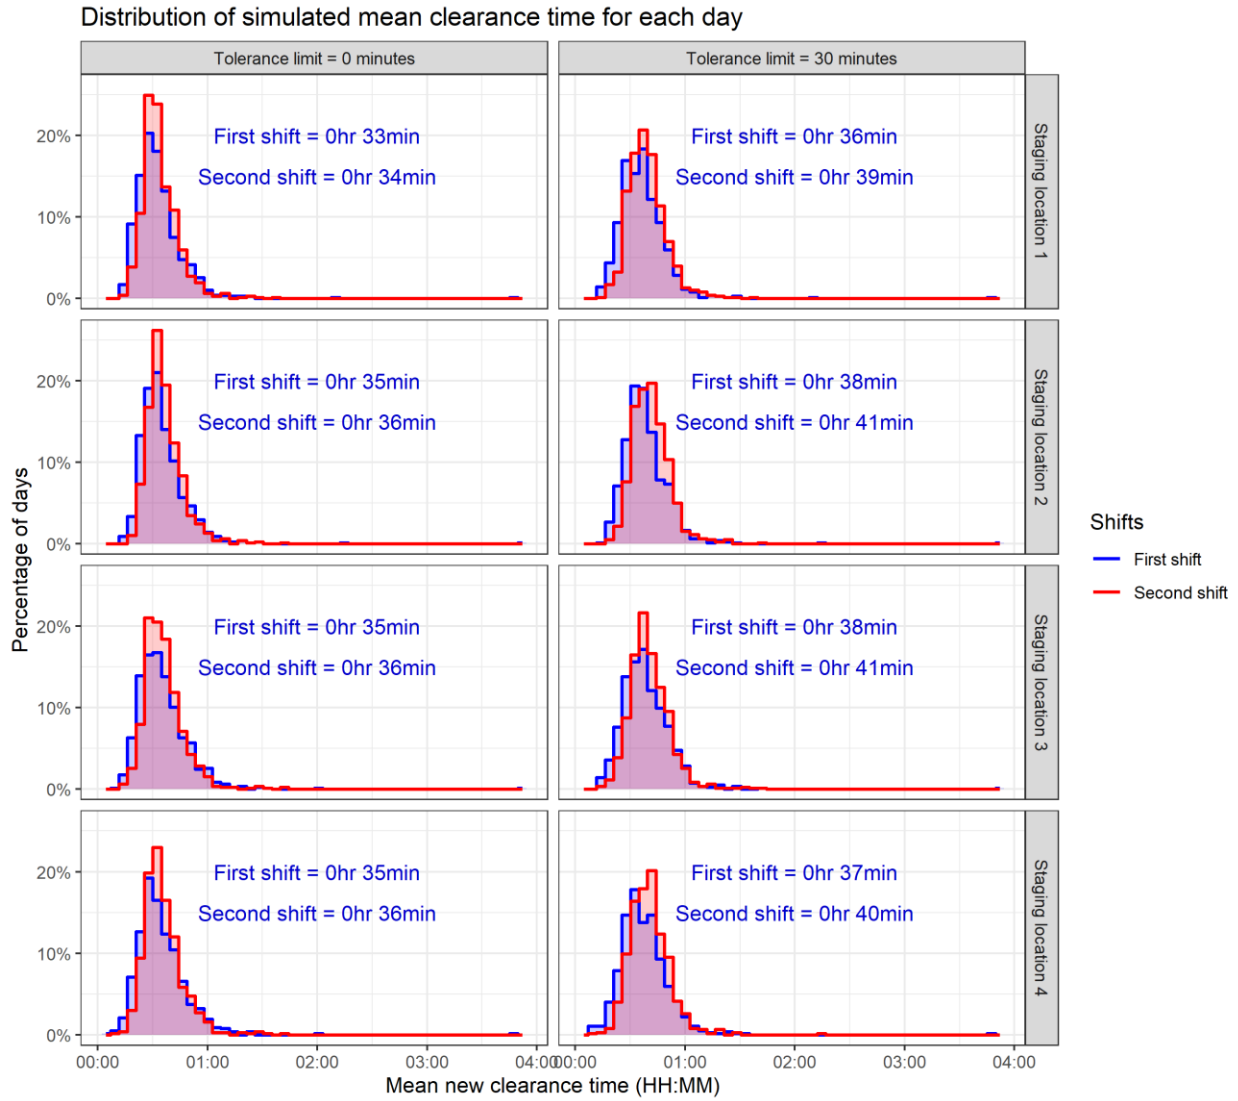 Distribution of simulated mean clearance time for each day
Tolerance limit = 0 minutes
Tolerance limit = 30 minutes
20%
10%
0%
First shift = 0hr 33min
Second shift = 0hr 34min
First shift = 0hr 36min
Second shift = 0hr 39min
Staging location 1
20%
10%
0%
First shift = 0hr 35min
Second shift = 0hr 36min
First shift = 0hr 38min
Second shift = 0hr 41min
Staging location 2
Percentage of days
20%
10%
0%
First shift = 0hr 35min
Second shift = 0hr 36min
First shift = 0hr 38min
Second shift = 0hr 41min
Staging location 3
20%
10%
0%
First shift = 0hr 35min
Second shift = 0hr 36min
First shift = 0hr 37min
Second shift = 0hr 40min
Staging location 4
00:00 01:00 02:00 03:00 04:00
00:00 01:00 02:00 03:00 04:00
Mean new clearance time (HH:MM)
Shifts
First shift
Second shift